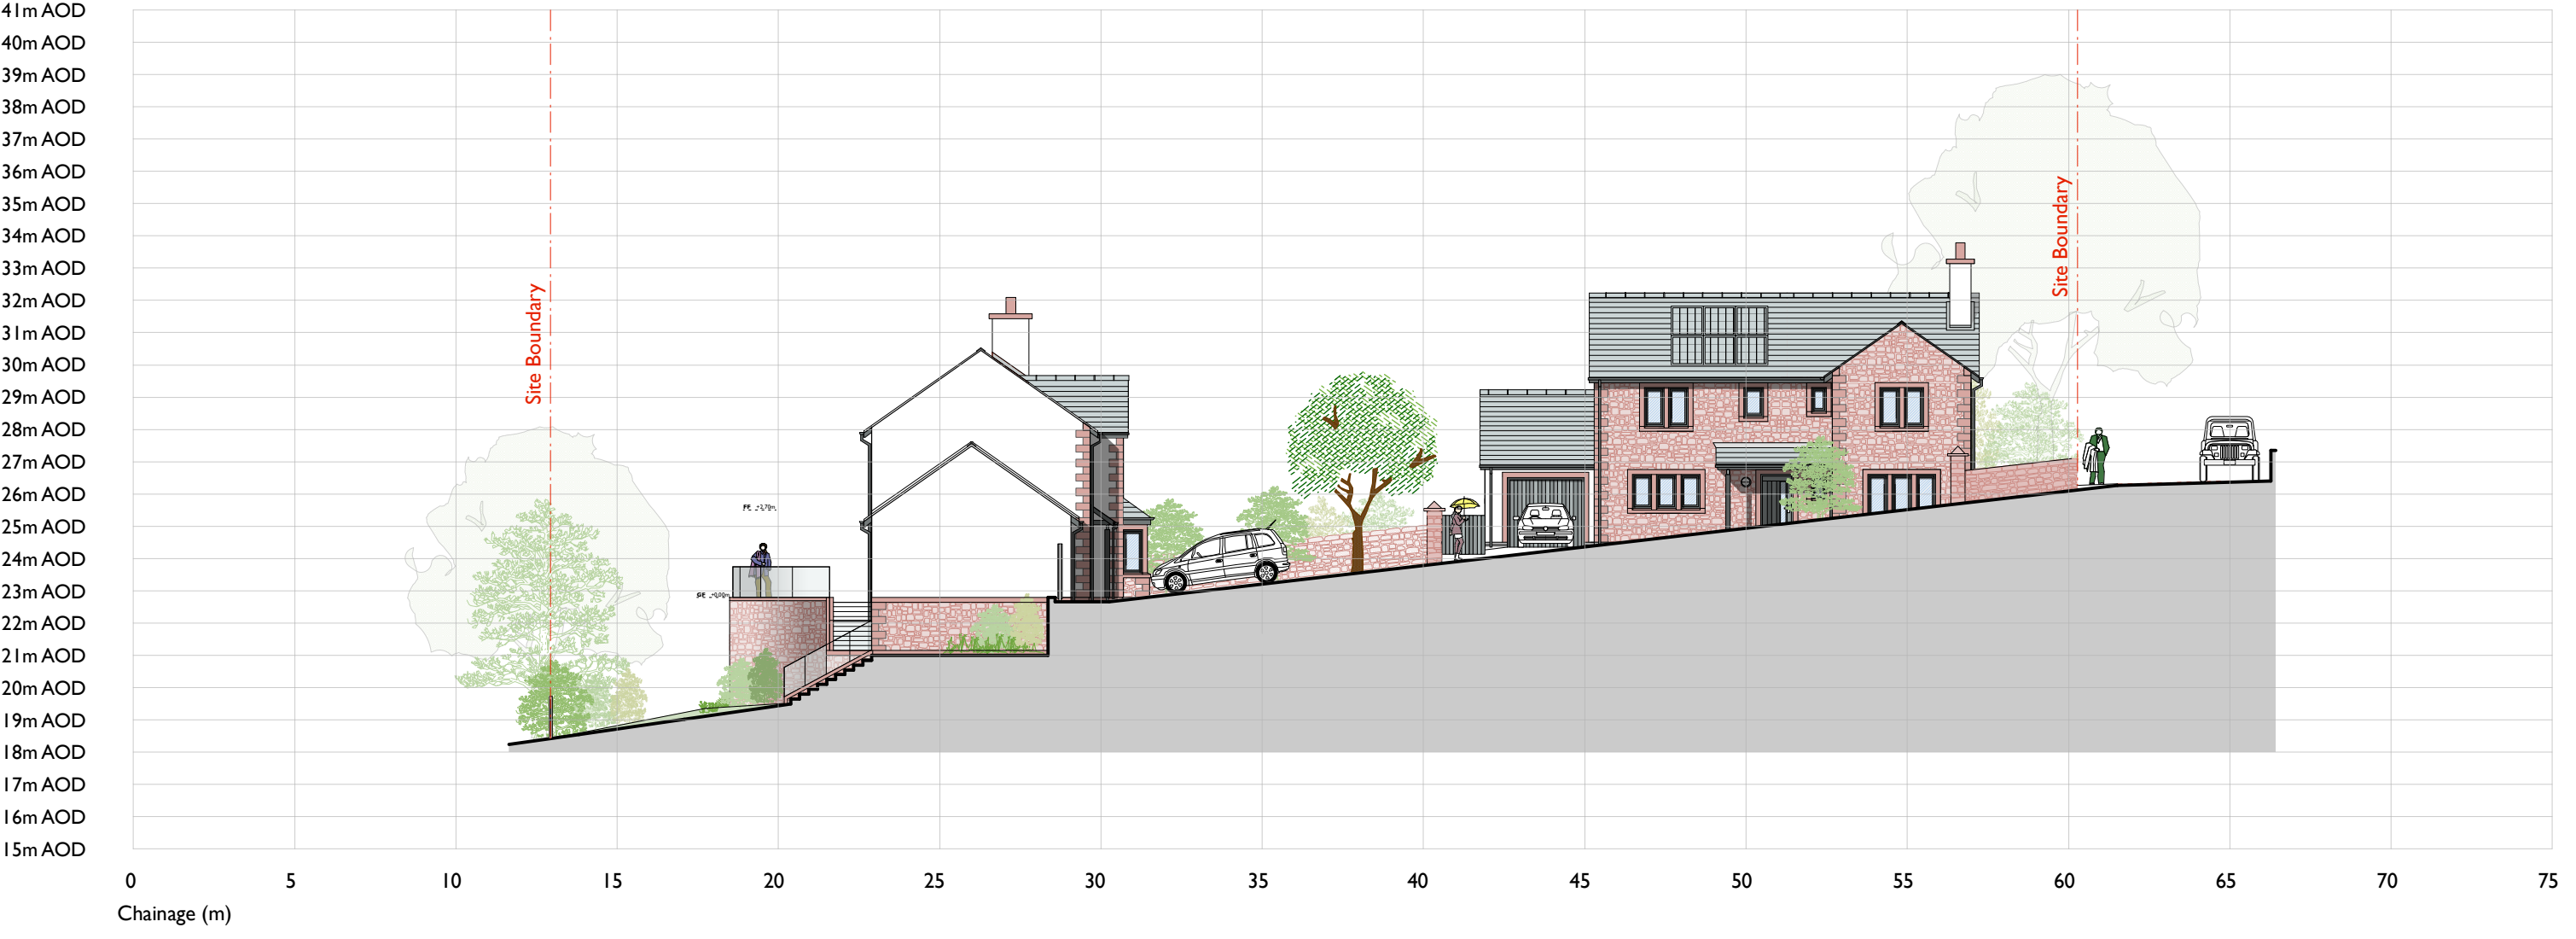 41m AOD
40m AOD
39m AOD
38m AOD
37m AOD
36m AOD
35m AOD
34m AOD
33m AOD
32m AOD
31m AOD
30m AOD
29m AOD
28m AOD
27m AOD
26m AOD
25m AOD
24m AOD
23m AOD
22m AOD
21m AOD
20m AOD
19m AOD
18m AOD
17m AOD
16m AOD
15m AOD
Site Boundary
Site Boundary
0 5 10 15 20 25 30 35 40 45 50 55 60 65 70 75
Chainage (m)